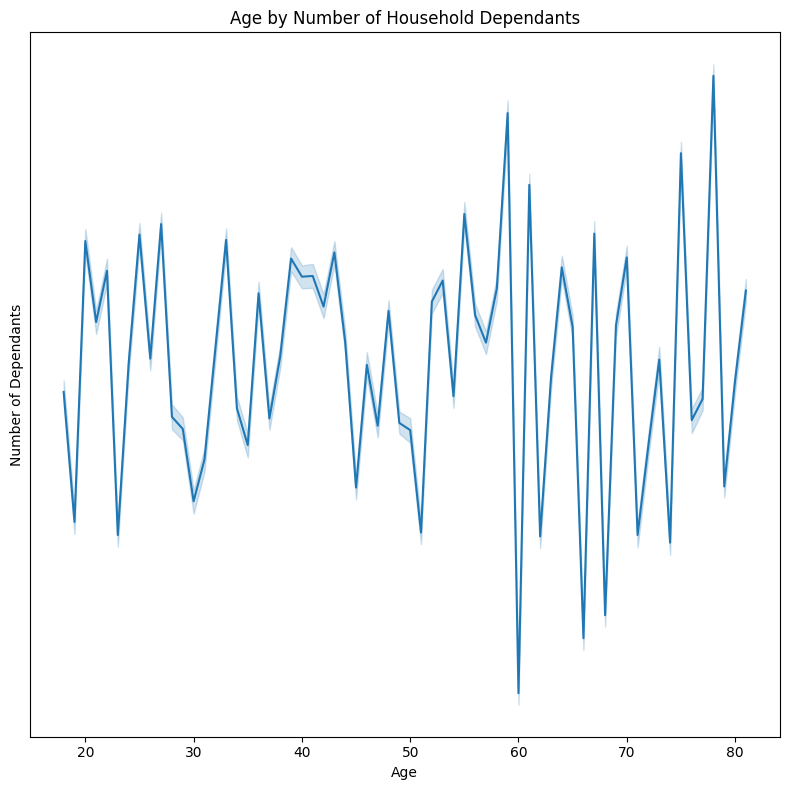 Age by Number of Household Dependants
Number of Dependants
20 30 40 50 60 70 80
Age